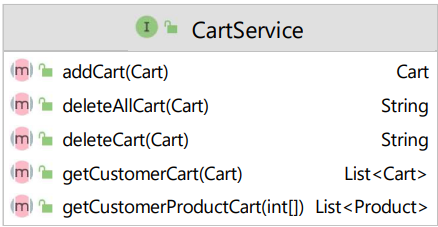 I CartService
m addCart(Cart) Cart
m deleteAllCart(Cart) String
m deleteCart(Cart) String
m getCustomerCart(Cart) List<Cart>
m getCustomerProductCart(int[]) List<Product>